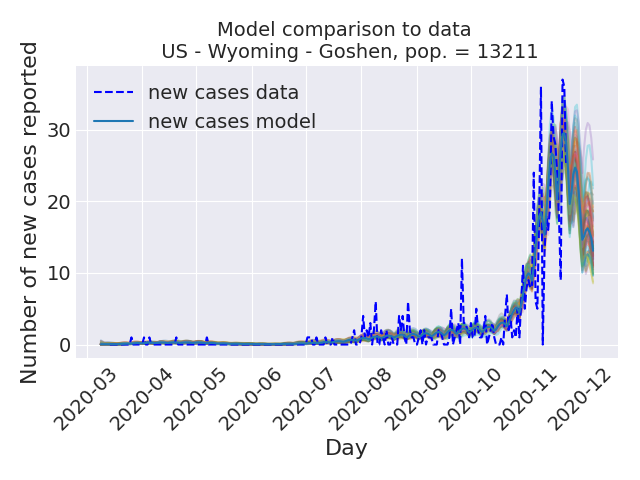 Model comparison to data
US - Wyoming - Goshen, pop. = 13211
Number of new cases reported
new cases data
new cases model
30
20
10
0
2020-03
2020-04
2020-05
2020-06
2020-07
2020-08
2020-09
2020-10
2020-11
2020-12
Day